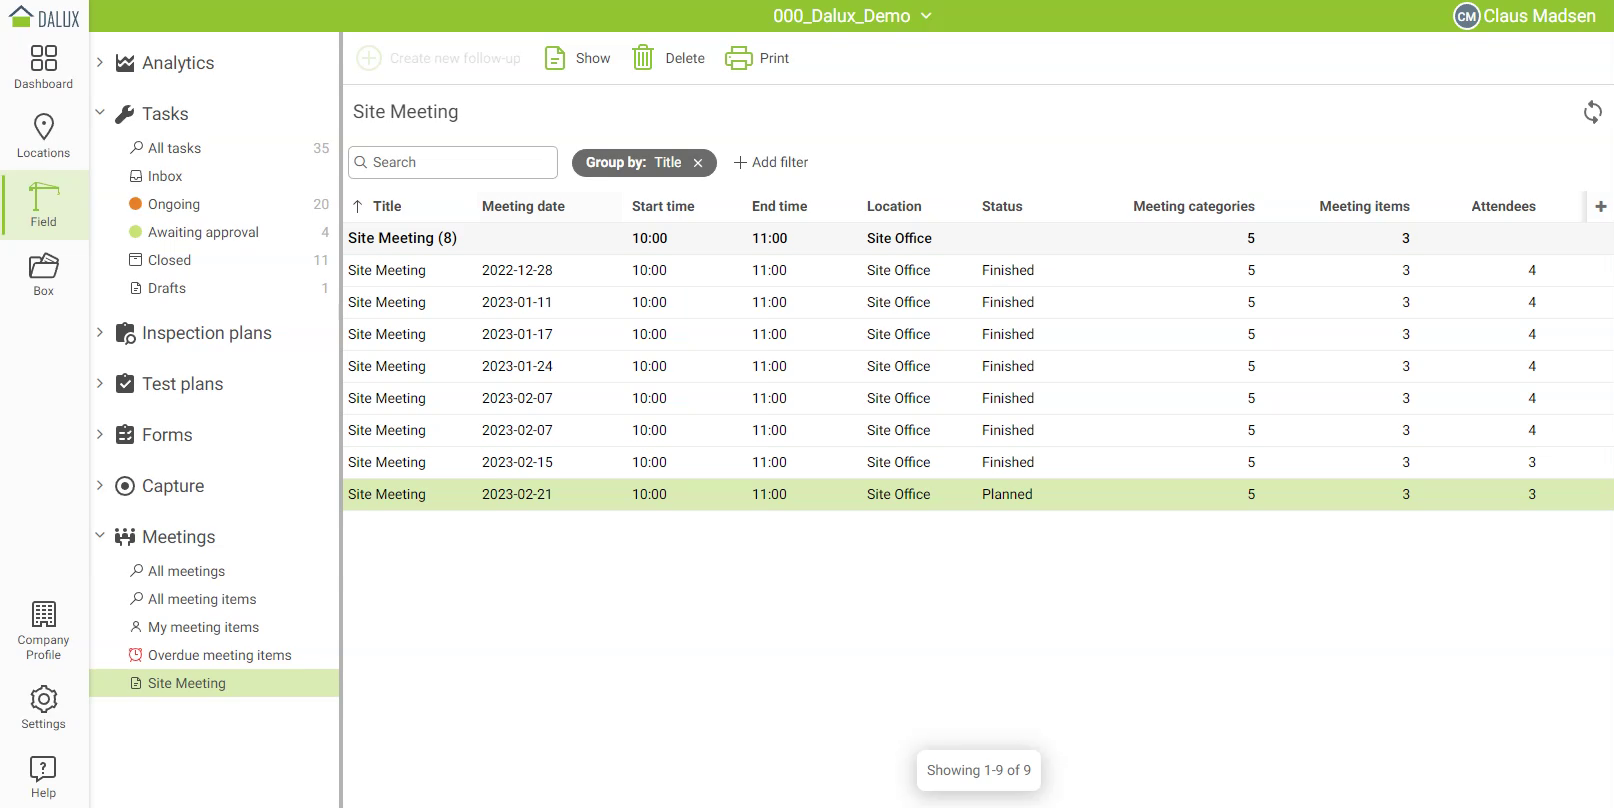 DALUX
000_Dalux_Demo
CM Claus Madsen
Dashboard
Locations
Field
Box
Company
Profile
Settings
Help
Analytics
Tasks
All tasks 35
Inbox
Ongoing 20
Awaiting approval 4
Closed 11
Drafts 1
Inspection plans
Test plans
Forms
Capture
Meetings
All meetings
All meeting items
My meeting items
Overdue meeting items
Site Meeting
Create new follow-up Show Delete Print
Site Meeting
Search Group by: Title × + Add filter
↑ Title Meeting date Start time End time Location Status Meeting categories Meeting items Attendees +
Site Meeting (8) 10:00 11:00 Site Office 5 3
Site Meeting 2022-12-28 10:00 11:00 Site Office Finished 5 3 4
Site Meeting 2023-01-11 10:00 11:00 Site Office Finished 5 3 4
Site Meeting 2023-01-17 10:00 11:00 Site Office Finished 5 3 4
Site Meeting 2023-01-24 10:00 11:00 Site Office Finished 5 3 4
Site Meeting 2023-02-07 10:00 11:00 Site Office Finished 5 3 4
Site Meeting 2023-02-07 10:00 11:00 Site Office Finished 5 3 4
Site Meeting 2023-02-15 10:00 11:00 Site Office Finished 5 3 3
Site Meeting 2023-02-21 10:00 11:00 Site Office Planned 5 3 3
Showing 1-9 of 9